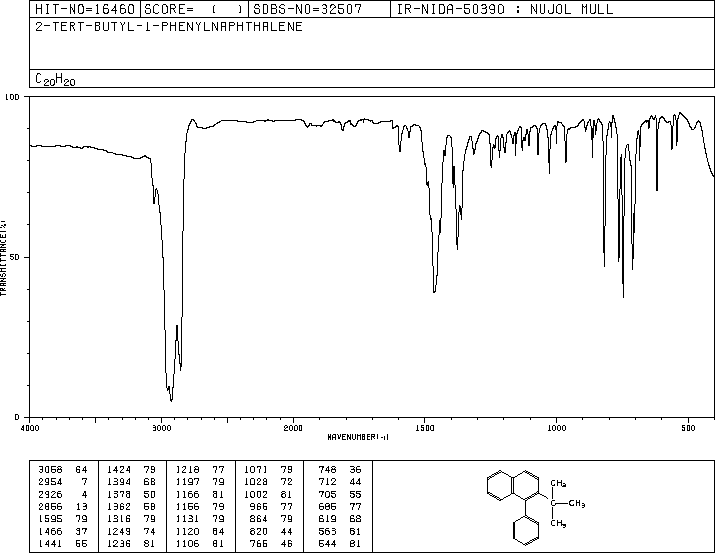 HIT-NO=16460 SCORE= ( ) SDBS-NO=32507 IR-NIDA-50390 : NUJOL MULL
2-TERT-BUTYL-1-PHENYLNAPHTHALENE
C20H20
100
50
0
TRANSMITTANCE(%)
4000 3000 2000 1500 1000 500
WAVENUMBER(-1)
3058 64 1424 79 1218 77 1071 79 748 36
2954 7 1394 68 1197 79 1028 72 712 44
2926 4 1378 50 1166 81 1002 81 705 55
2856 13 1362 58 1156 79 966 77 686 77
1595 79 1316 79 1131 79 864 79 619 68
1466 37 1249 74 1120 84 820 44 563 81
1441 55 1236 81 1106 81 766 46 544 81
CH3
C—CH3
CH3